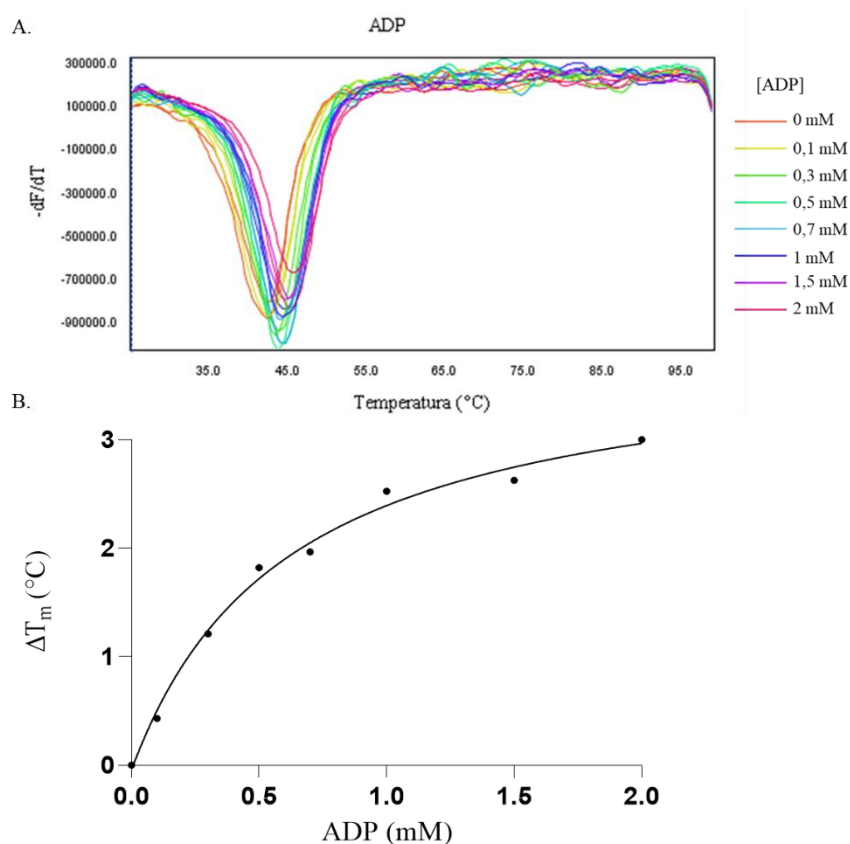 A.
ADP
300000.0
100000.0
-100000.0
-300000.0
-500000.0
-700000.0
-900000.0
-dF/dT
35.0 45.0 55.0 65.0 75.0 85.0 95.0
Temperatura (°C)
[ADP]
0 mM
0,1 mM
0,3 mM
0,5 mM
0,7 mM
1 mM
1,5 mM
2 mM
B.
3
2
1
0
ΔTm (°C)
0.0 0.5 1.0 1.5 2.0
ADP (mM)